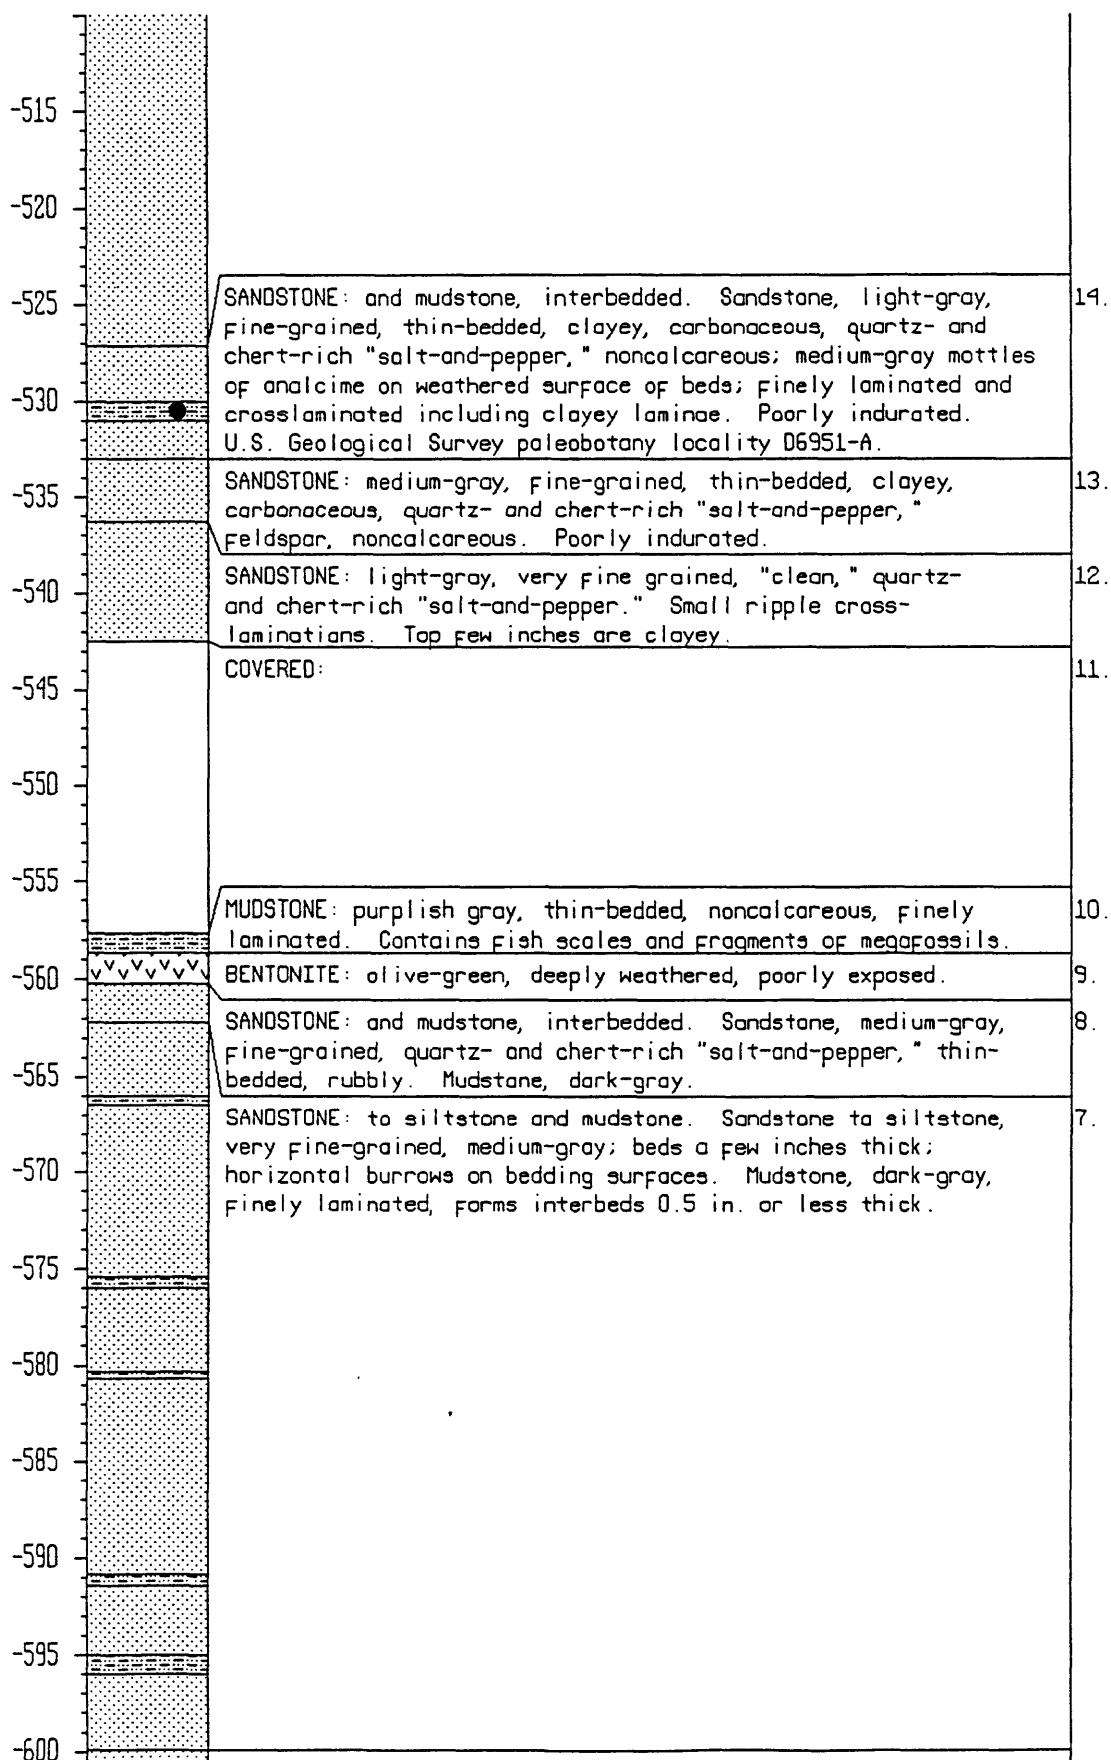 -515
-520
-525
SANDSTONE: and mudstone, interbedded. Sandstone, light-gray, 14.
fine-grained, thin-bedded, clayey, carbonaceous, quartz- and
chert-rich "salt-and-pepper," noncalcareous; medium-gray mottles
of analcime on weathered surface of beds; finely laminated and
-530
crosslaminated including clayey laminae. Poorly indurated.
U.S. Geological Survey paleobotany locality D6951-A.
SANDSTONE: medium-gray, fine-grained, thin-bedded, clayey, 13.
-535
carbonaceous, quartz- and chert-rich "salt-and-pepper,"
feldspar, noncalcareous. Poorly indurated.
SANDSTONE: light-gray, very fine grained, "clean," quartz- 12.
-540
and chert-rich "salt-and-pepper." Small ripple cross-
laminations. Top few inches are clayey.
COVERED: 11.
-545
-550
-555
MUDSTONE: purplish gray, thin-bedded, noncalcareous, finely 10.
laminated. Contains fish scales and fragments of megafossils.
-560
BENTONITE: olive-green, deeply weathered, poorly exposed. 9.
SANDSTONE: and mudstone, interbedded. Sandstone, medium-gray, 8.
fine-grained, quartz- and chert-rich "salt-and-pepper," thin-
-565
bedded, rubbly. Mudstone, dark-gray.
SANDSTONE: to siltstone and mudstone. Sandstone to siltstone, 7.
very fine-grained, medium-gray; beds a few inches thick;
-570
horizontal burrows on bedding surfaces. Mudstone, dark-gray,
finely laminated, forms interbeds 0.5 in. or less thick.
-575
-580
-585
-590
-595
-600